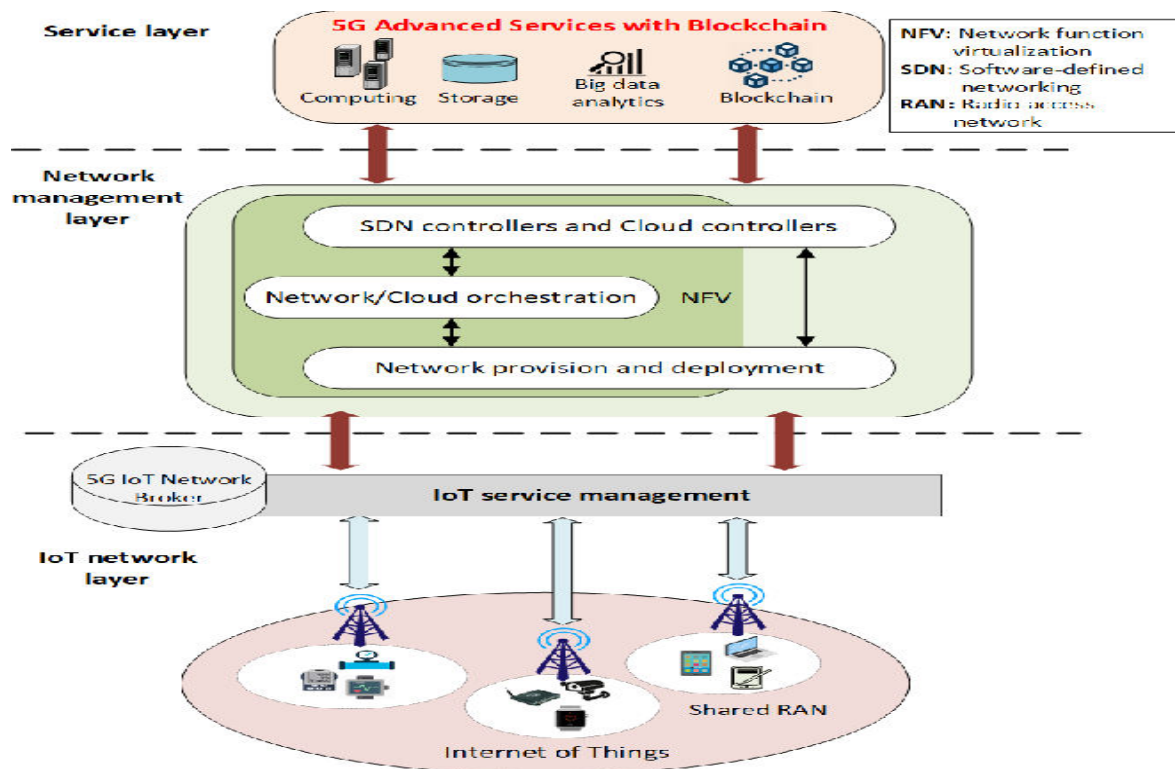 Service layer
5G Advanced Services with Blockchain
Computing
Storage
Big data
analytics
Blockchain
NFV: Network function
virtualization
SDN: Software-defined
networking
RAN: Radio access
network
Network
management
layer
SDN controllers and Cloud controllers
Network/Cloud orchestration
NFV
Network provision and deployment
5G IoT Network
Broker
IoT service management
IoT network
layer
Shared RAN
Internet of Things